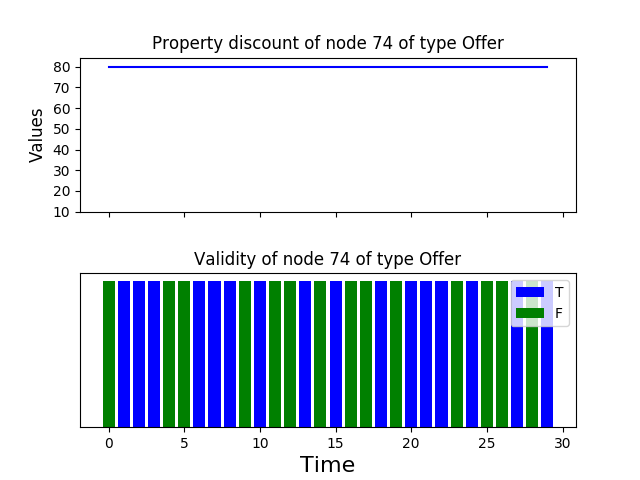 Property discount of node 74 of type Offer
80
70
60
50
40
30
20
10
Values
Validity of node 74 of type Offer
T
F
0 5 10 15 20 25 30
Time